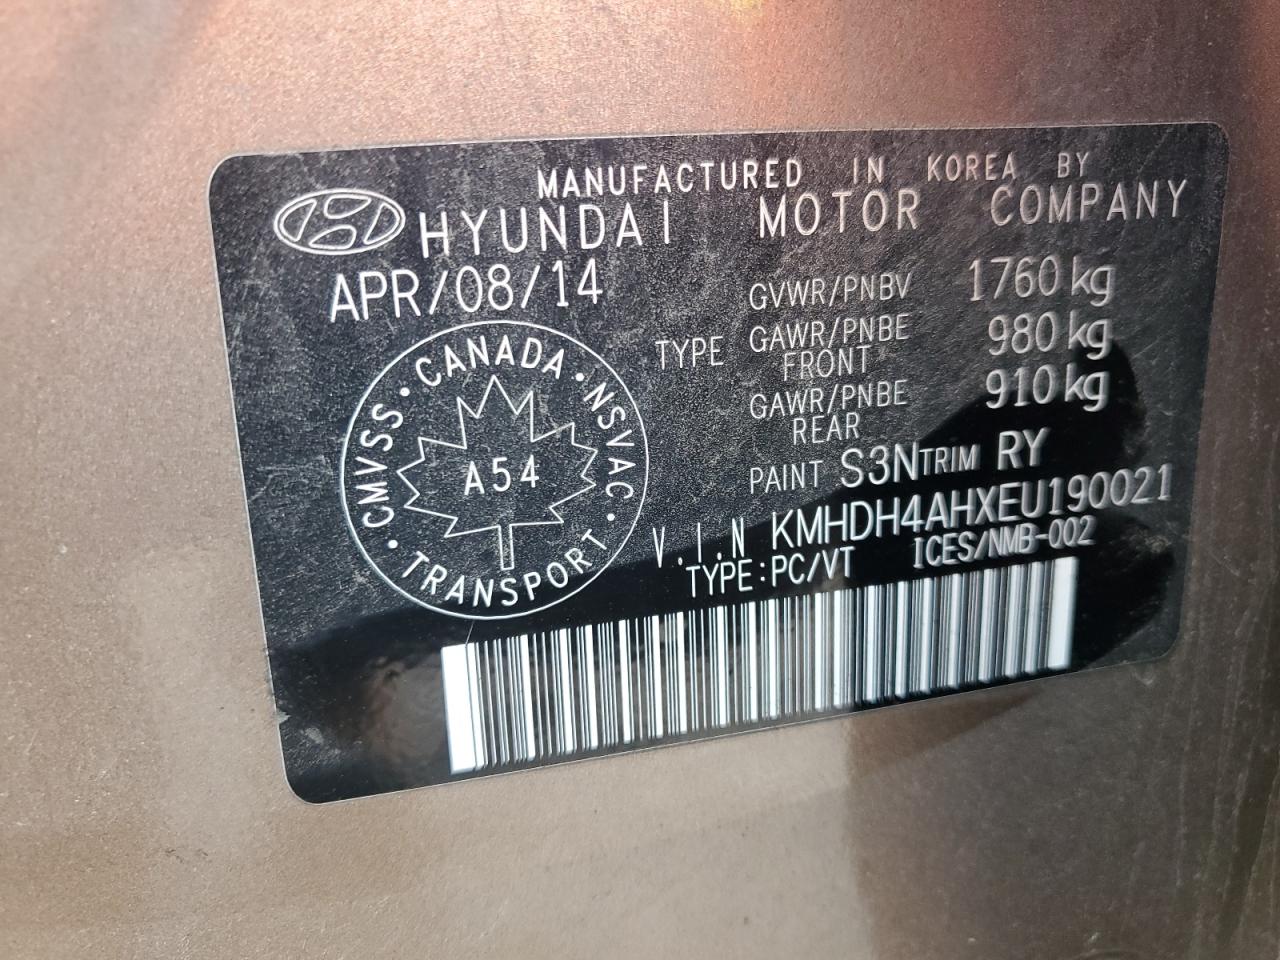 MANUFACTURED IN KOREA BY
HYUNDAI MOTOR COMPANY
APR/08/14
GVWR/PNBV 1760 kg
TYPE GAWR/PNBE FRONT 980 kg
GAWR/PNBE REAR 910 kg
PAINT S3N TRIM RY
V.I.N KMHDH4AHXEU190021
TYPE:PC/VT ICES/NMB-002
CMVSS · CANADA · NSVAC · TRANSPORT ·
A54